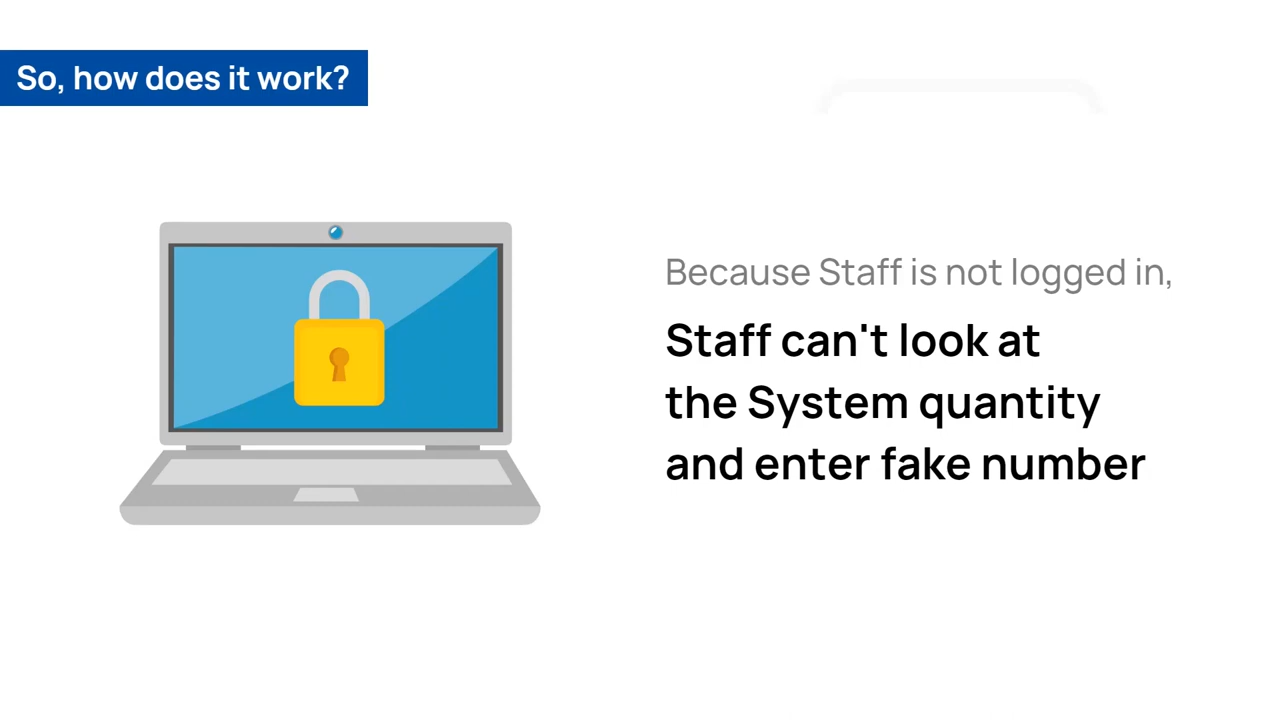 So, how does it work?
Because Staff is not logged in,
Staff can't look at
the System quantity
and enter fake number